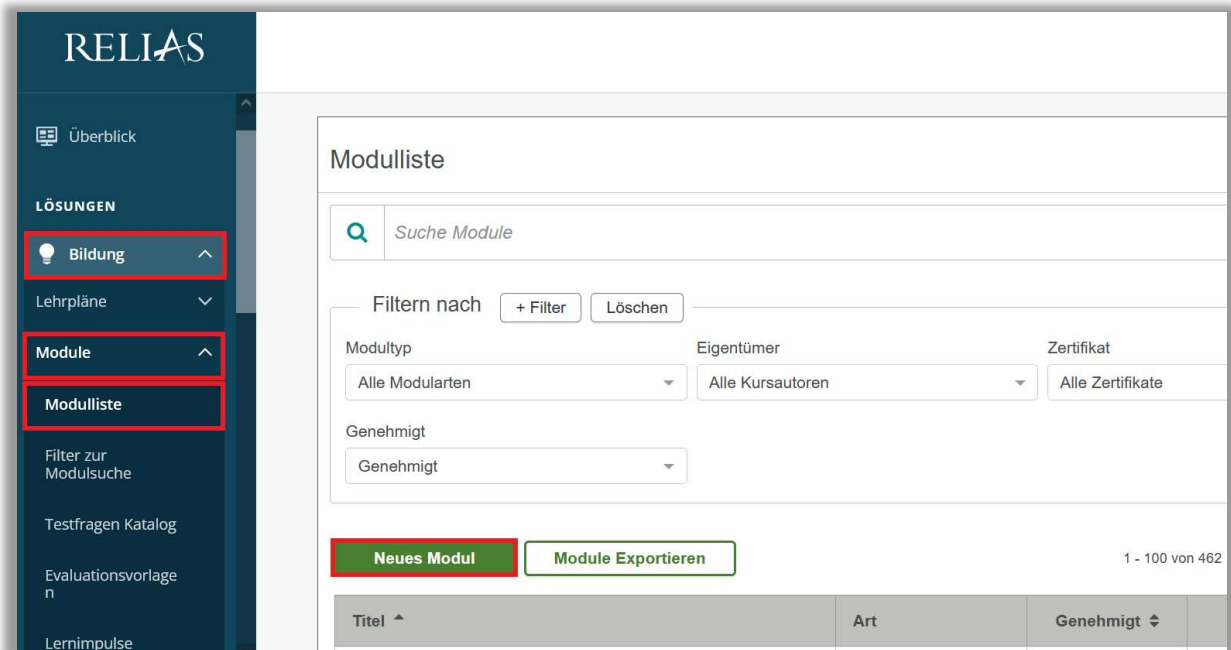 RELIAS
Überblick
LÖSUNGEN
Bildung
Lehrpläne
Module
Modulliste
Filter zur
Modulsuche
Testfragen Katalog
Evaluationsvorlage
n
Lernimpulse
Modulliste
Suche Module
Filtern nach + Filter Löschen
Modultyp Eigentümer Zertifikat
Alle Modularten Alle Kursautoren Alle Zertifikate
Genehmigt
Genehmigt
Neues Modul Module Exportieren 1 - 100 von 462
Titel Art Genehmigt